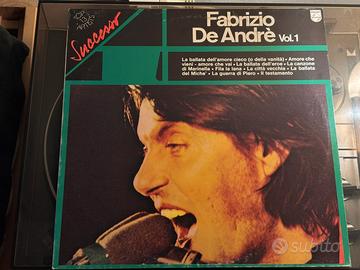 Successo
Fabrizio
De Andrè Vol.1
PHILIPS
La ballata dell'amore cieco (o della vanità) • Amore che
vieni - amore che vai • La ballata dell'eroe • La canzone
di Marinella • Fila la lana • La città vecchia • La ballata
del Miche' • La guerra di Piero • Il testamento
subito